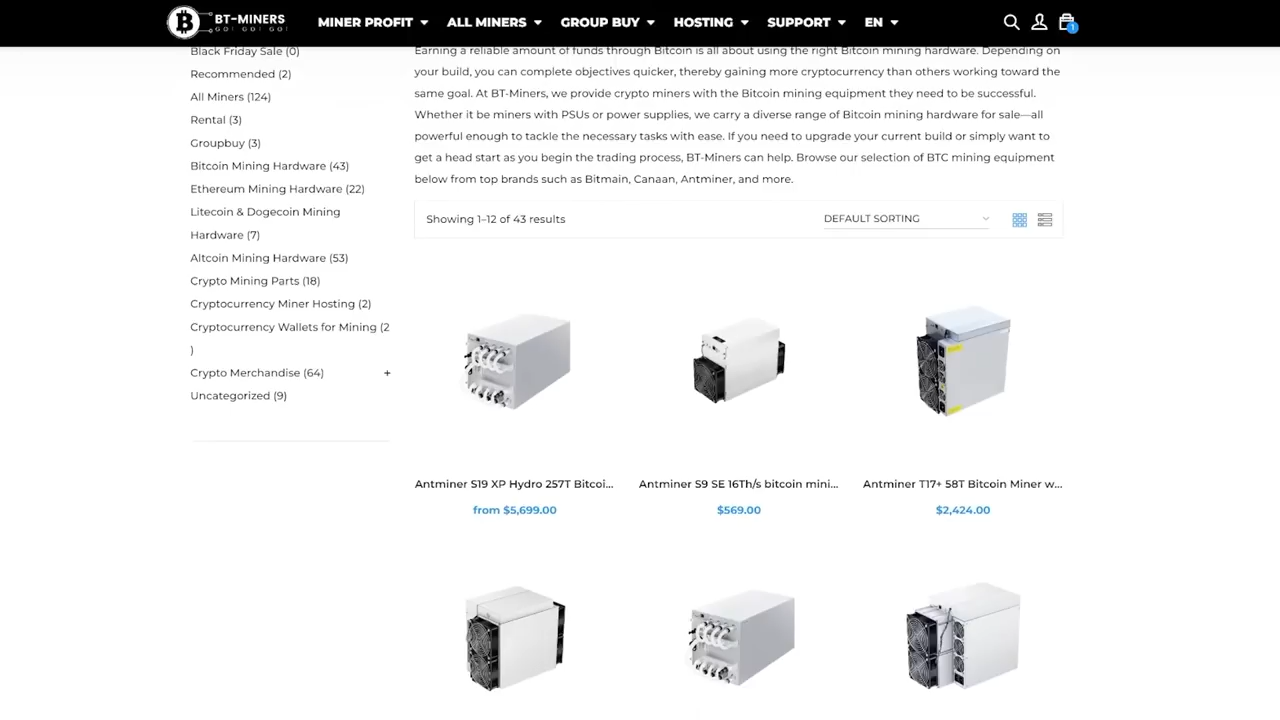 BT-MINERS
GO! GO! GO!
MINER PROFIT
ALL MINERS
GROUP BUY
HOSTING
SUPPORT
EN
1
Black Friday Sale (0)
Recommended (2)
All Miners (124)
Rental (3)
Groupbuy (3)
Bitcoin Mining Hardware (43)
Ethereum Mining Hardware (22)
Litecoin & Dogecoin Mining
Hardware (7)
Altcoin Mining Hardware (53)
Crypto Mining Parts (18)
Cryptocurrency Miner Hosting (2)
Cryptocurrency Wallets for Mining (2
)
Crypto Merchandise (64) +
Uncategorized (9)
Earning a reliable amount of funds through Bitcoin is all about using the right Bitcoin mining hardware. Depending on
your build, you can complete objectives quicker, thereby gaining more cryptocurrency than others working toward the
same goal. At BT-Miners, we provide crypto miners with the Bitcoin mining equipment they need to be successful.
Whether it be miners with PSUs or power supplies, we carry a diverse range of Bitcoin mining hardware for sale—all
powerful enough to tackle the necessary tasks with ease. If you need to upgrade your current build or simply want to
get a head start as you begin the trading process, BT-Miners can help. Browse our selection of BTC mining equipment
below from top brands such as Bitmain, Canaan, Antminer, and more.
Showing 1–12 of 43 results
DEFAULT SORTING
Antminer S19 XP Hydro 257T Bitcoi...
from $5,699.00
Antminer S9 SE 16Th/s bitcoin mini...
$569.00
Antminer T17+ 58T Bitcoin Miner w...
$2,424.00